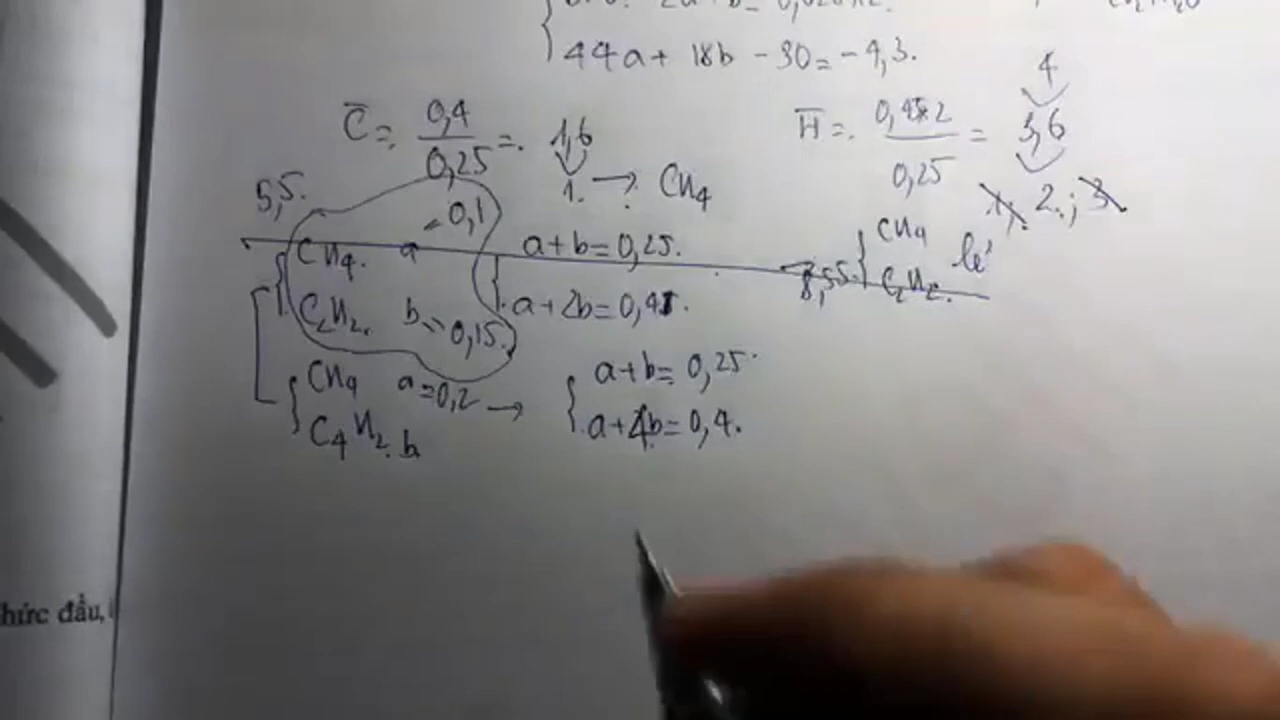 44a + 18b - 30 = -4,3.
4
C̅ = 0,4 / 0,25 = 1,6
H̅ = 0,45x2 / 0,25 = 3,6
1. → CH4
1; 2; 3
5,5.
= 0,1
CH4. a
a+b = 0,25.
CH4
C2H2. b = 0,15.
a+2b = 0,4
8,55. C2H2. lẻ
CH4 a = 0,2 →
a+b = 0,25
C4H2. b
a+4b = 0,4.
hức đầu,